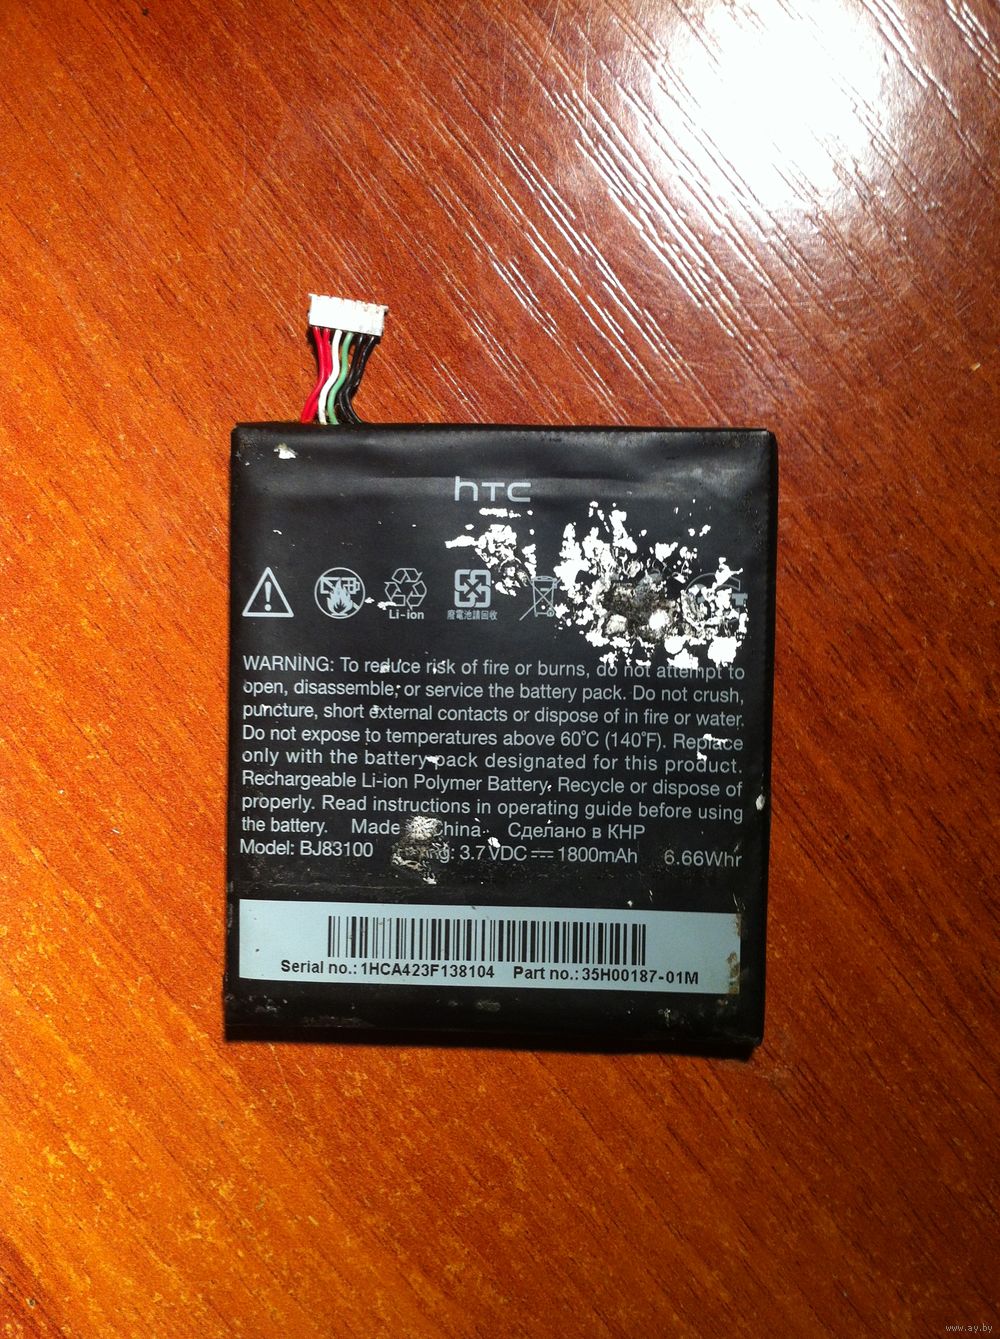 hTC
Li-ion
廢電池請回收
WARNING: To reduce risk of fire or burns, do not attempt to
open, disassemble, or service the battery pack. Do not crush,
puncture, short external contacts or dispose of in fire or water.
Do not expose to temperatures above 60°C (140°F). Replace
only with the battery pack designated for this product.
Rechargeable Li-ion Polymer Battery. Recycle or dispose of
properly. Read instructions in operating guide before using
the battery. Made China Сделано в КНР
Model: BJ83100 3.7 VDC⎓1800mAh 6.66Whr
Serial no.: 1HCA423F138104 Part no.: 35H00187-01M
www.ay.by